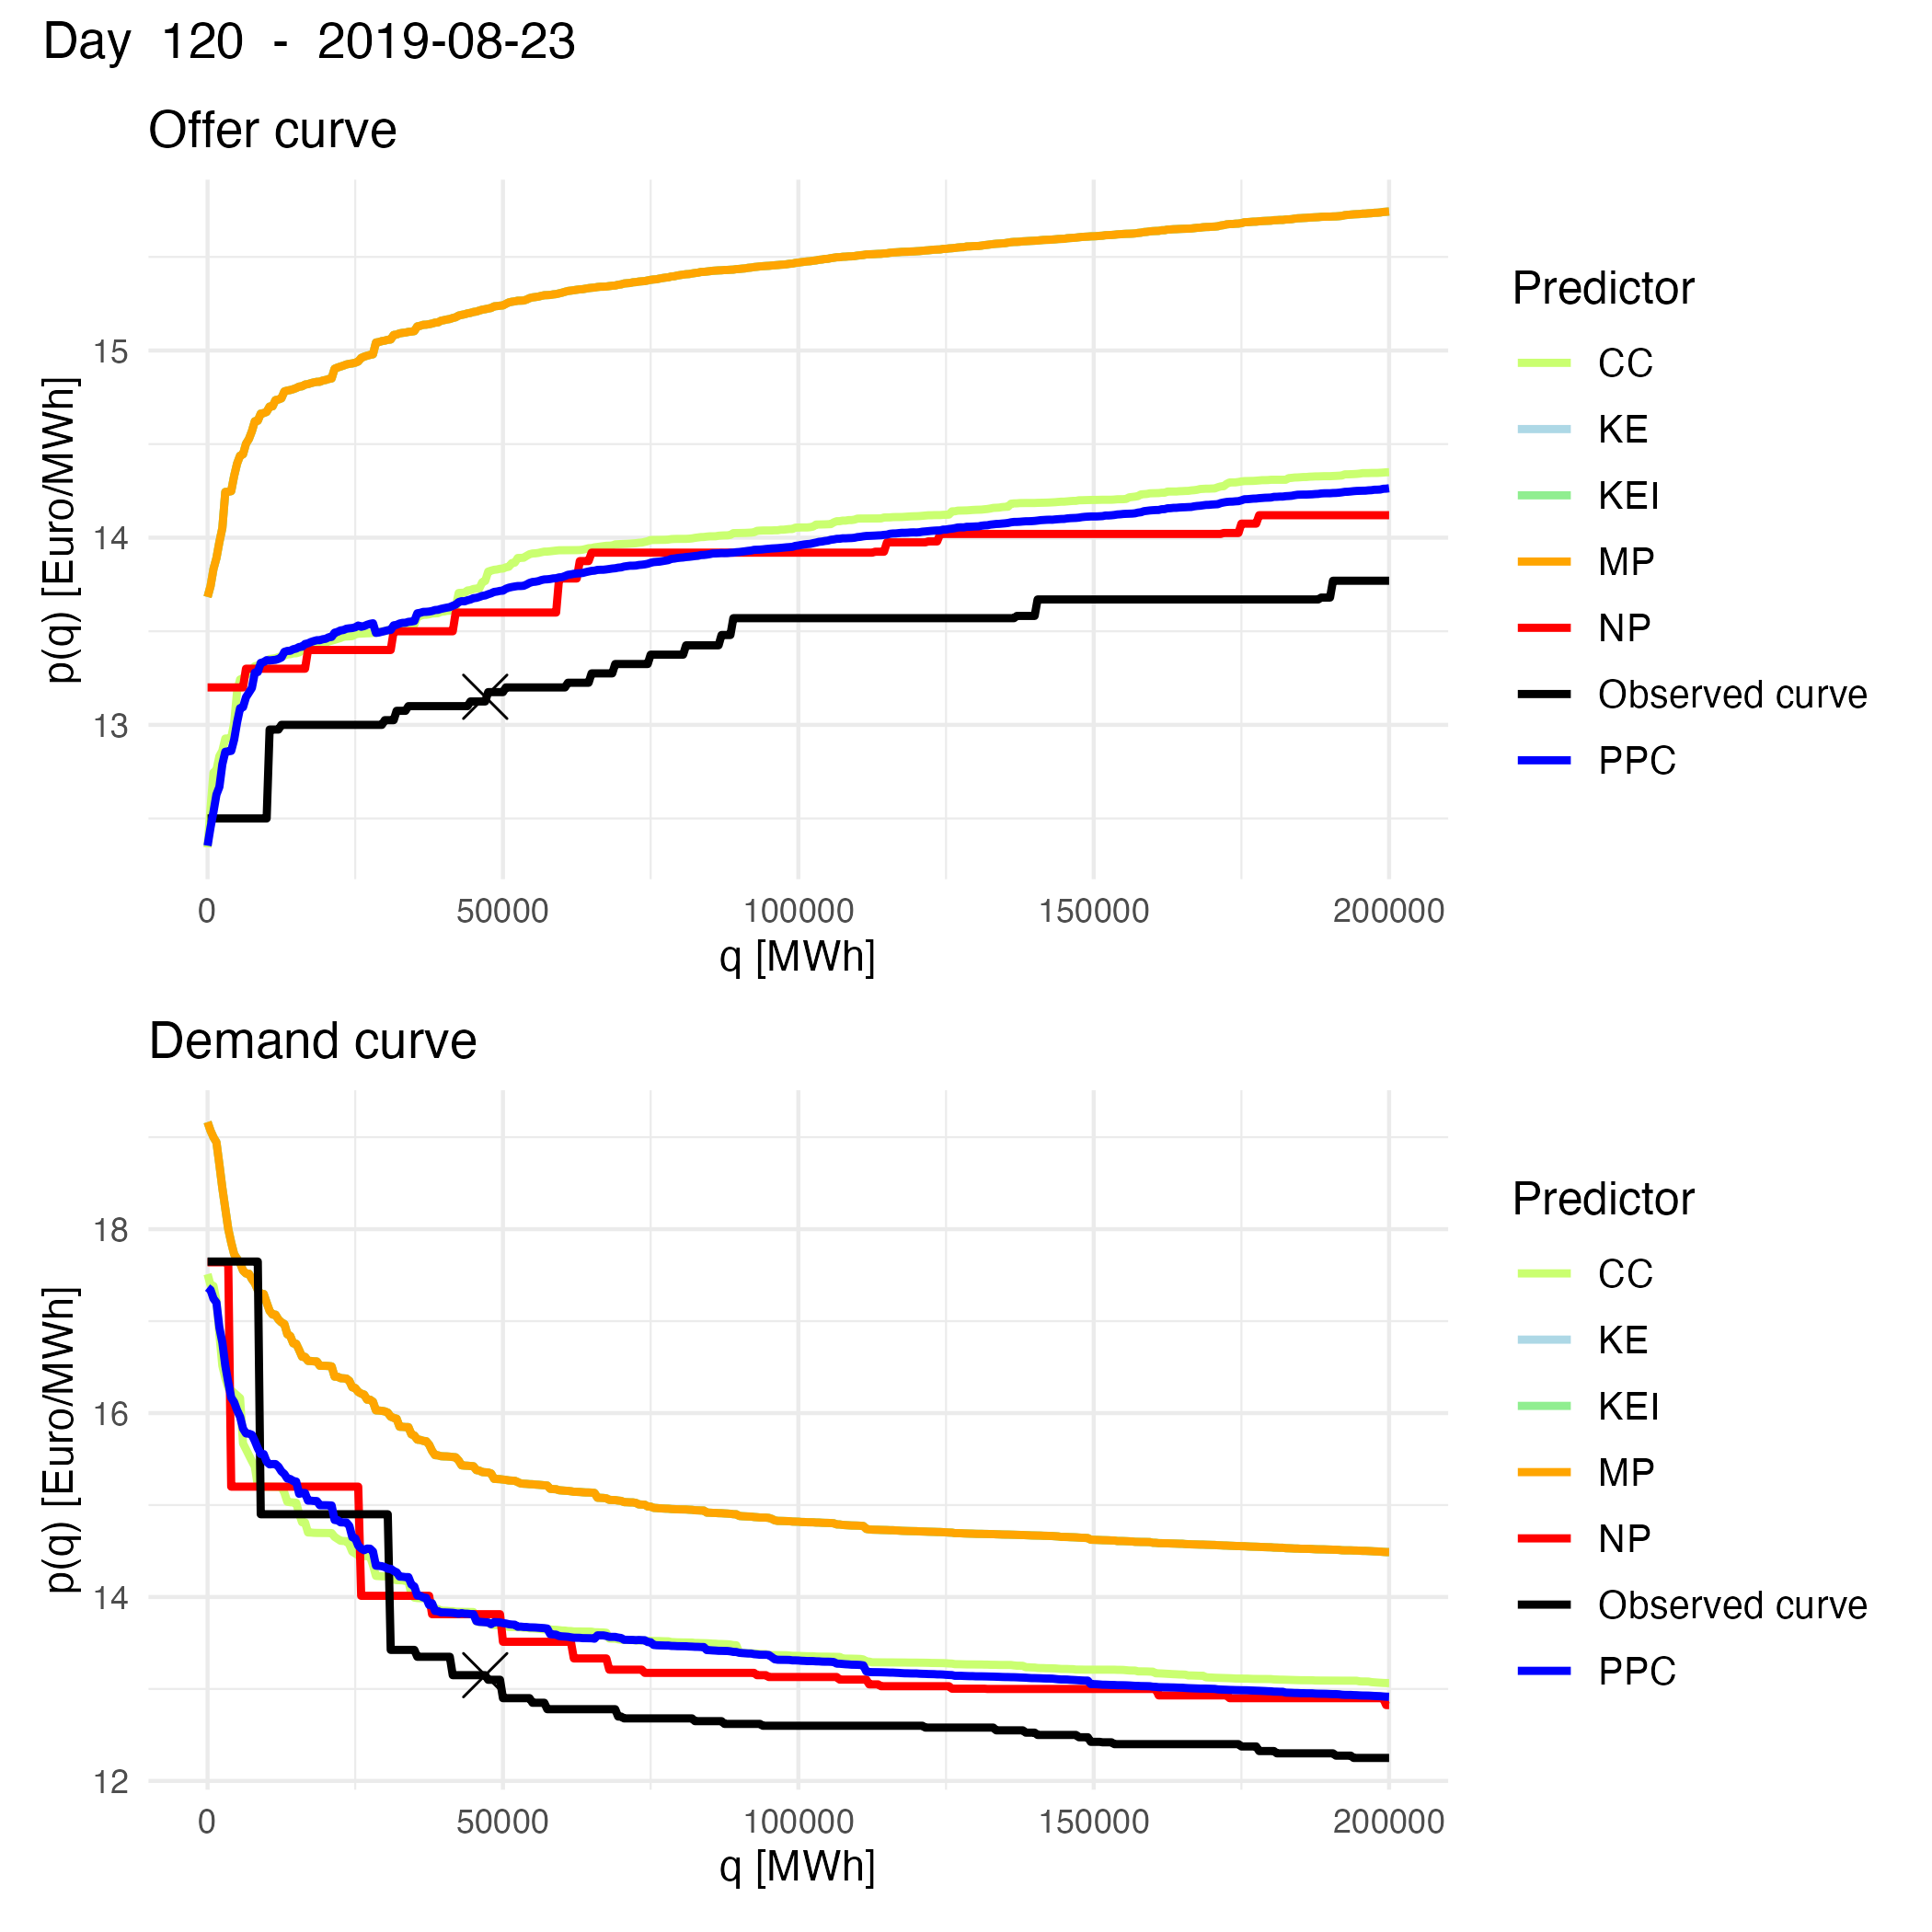 Day 120 - 2019-08-23
Offer curve
15
14
13
p(q) [Euro/MWh]
0 50000 100000 150000 200000
q [MWh]
Predictor
CC
KE
KEI
MP
NP
Observed curve
PPC
Demand curve
18
16
14
12
p(q) [Euro/MWh]
0 50000 100000 150000 200000
q [MWh]
Predictor
CC
KE
KEI
MP
NP
Observed curve
PPC